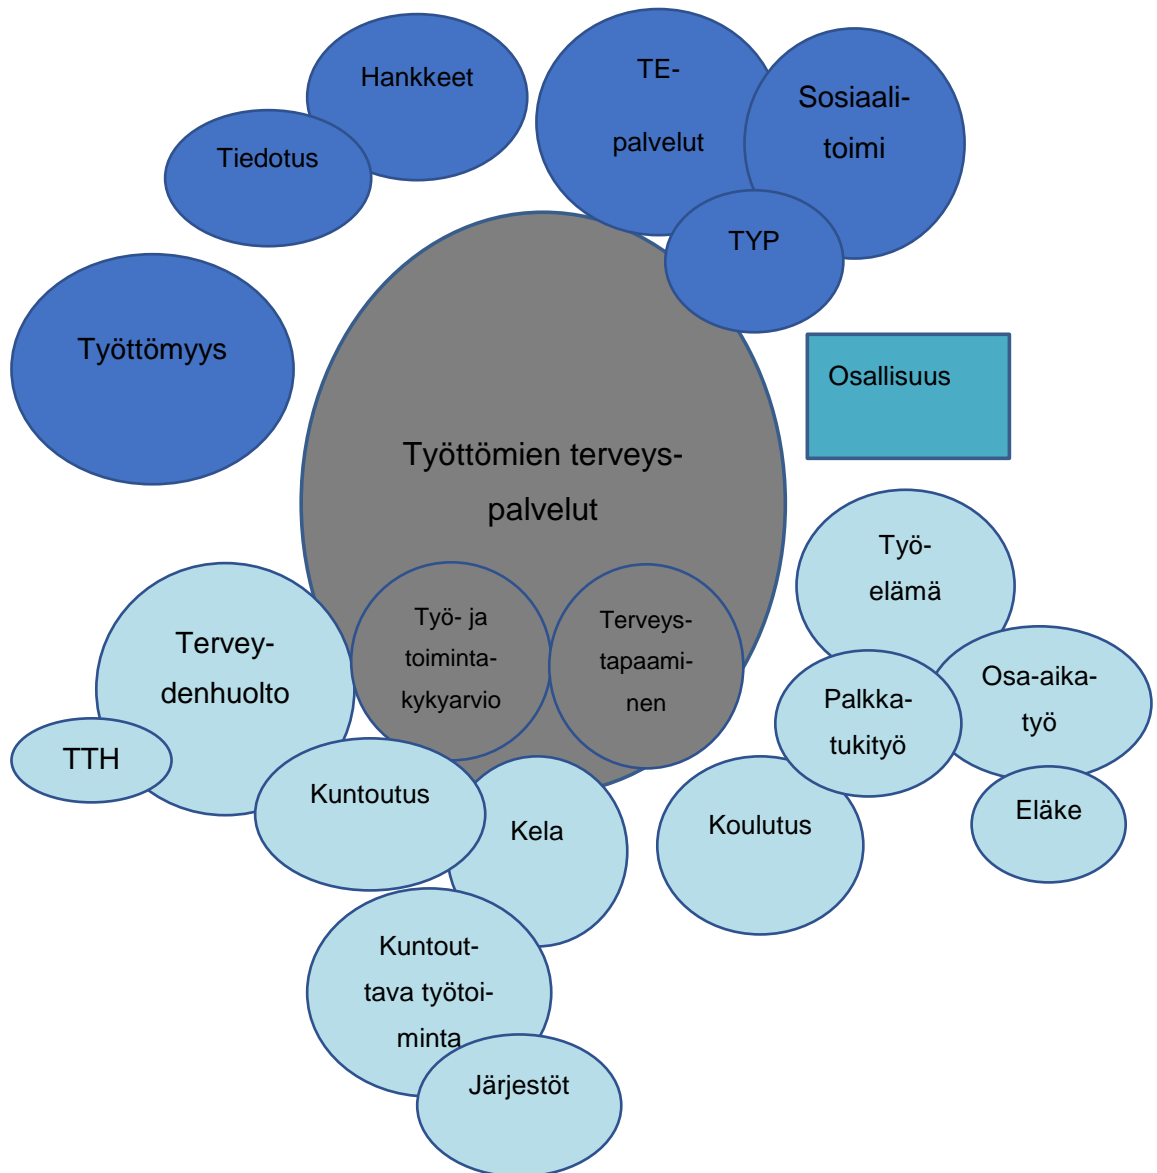 Hankkeet
Tiedotus
TE-
palvelut
Sosiaali-
toimi
TYP
Työttömyys
Osallisuus
Työttömien terveys-
palvelut
Työ- ja
toiminta-
kykyarvio
Terveys-
tapaami-
nen
Työ-
elämä
Osa-aika-
työ
Palkka-
tukityö
Eläke
Koulutus
Tervey-
denhuolto
TTH
Kuntoutus
Kela
Kuntout-
tava työtoi-
minta
Järjestöt